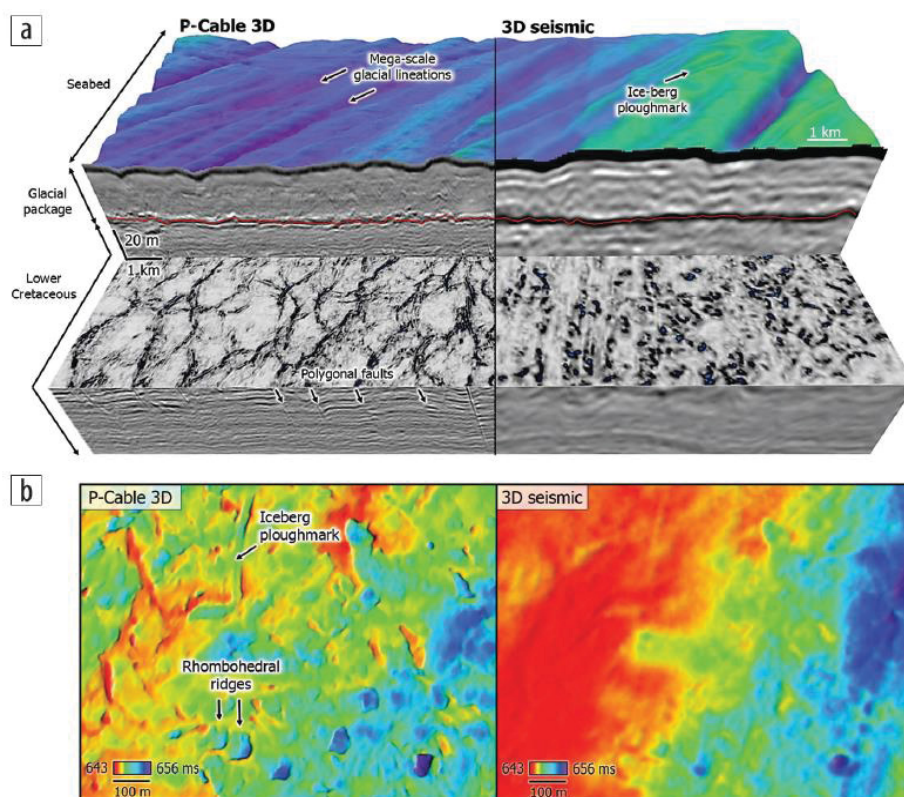 a
P-Cable 3D
3D seismic
Mega-scale
glacial lineations
Seabed
Ice-berg
ploughmark
1 km
Glacial
package
20 m
1 km
Lower
Cretaceous
Polygonal faults
b
P-Cable 3D
3D seismic
Iceberg
ploughmark
Rhombohedral
ridges
643 656 ms
100 m
643 656 ms
100 m